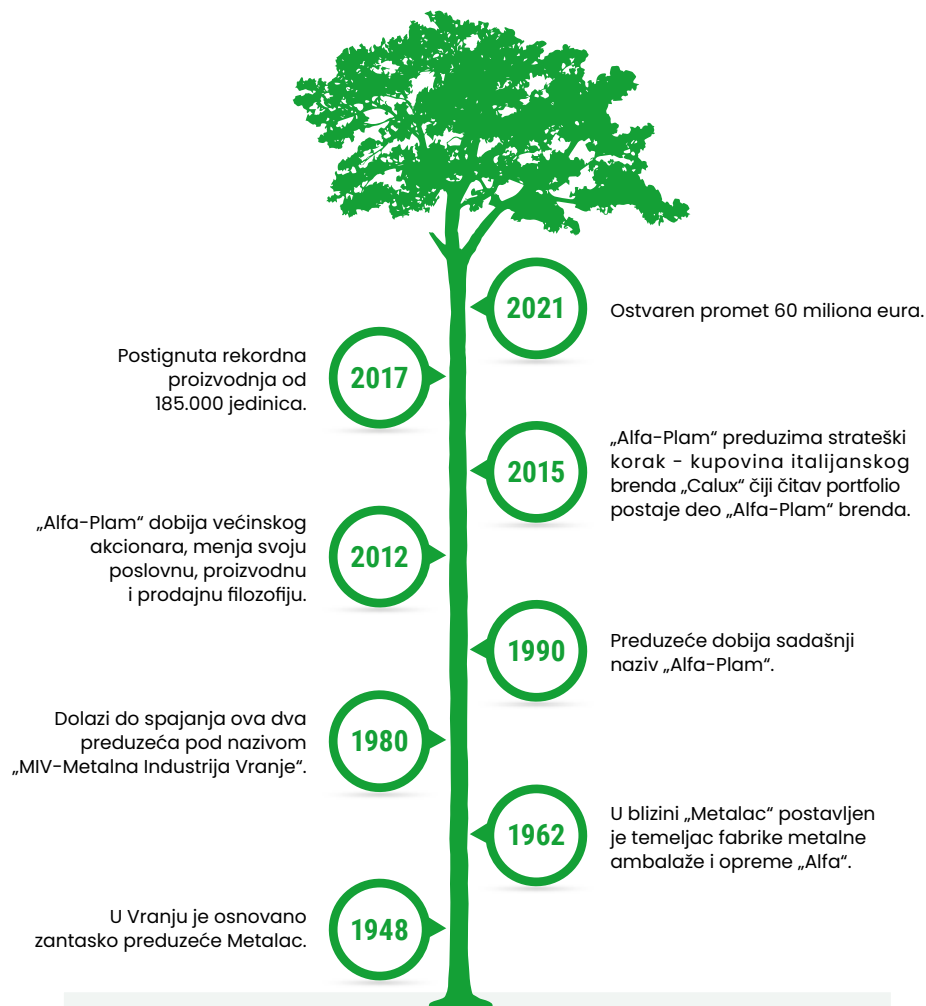 2021
Ostvaren promet 60 miliona eura.
Postignuta rekordna
proizvodnja od
185.000 jedinica.
2017
2015
„Alfa-Plam“ preduzima strateški
korak - kupovina italijanskog
brenda „Calux“ čiji čitav portfolio
postaje deo „Alfa-Plam“ brenda.
„Alfa-Plam“ dobija većinskog
akcionara, menja svoju
poslovnu, proizvodnu
i prodajnu filozofiju.
2012
1990
Preduzeće dobija sadašnji
naziv „Alfa-Plam“.
Dolazi do spajanja ova dva
preduzeća pod nazivom
„MIV-Metalna Industrija Vranje“.
1980
1962
U blizini „Metalac“ postavljen
je temeljac fabrike metalne
ambalaže i opreme „Alfa“.
U Vranju je osnovano
zantasko preduzeće Metalac.
1948